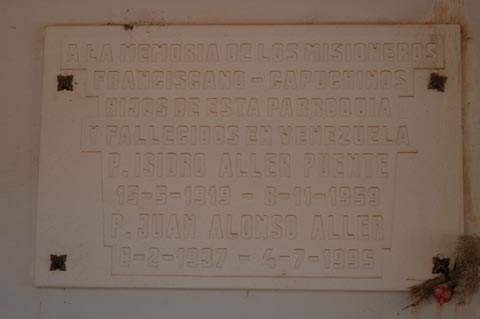 A LA MEMORIA DE LOS MISIONEROS
FRANCISCANO - CAPUCHINOS
HIJOS DE ESTA PARROQUIA
Y FALLECIDOS EN VENEZUELA
P. ISIDRO ALLER PUENTE
15-5-1919 - 8-11-1959
P. JUAN ALONSO ALLER
8-2-1937 - 4-7-1995